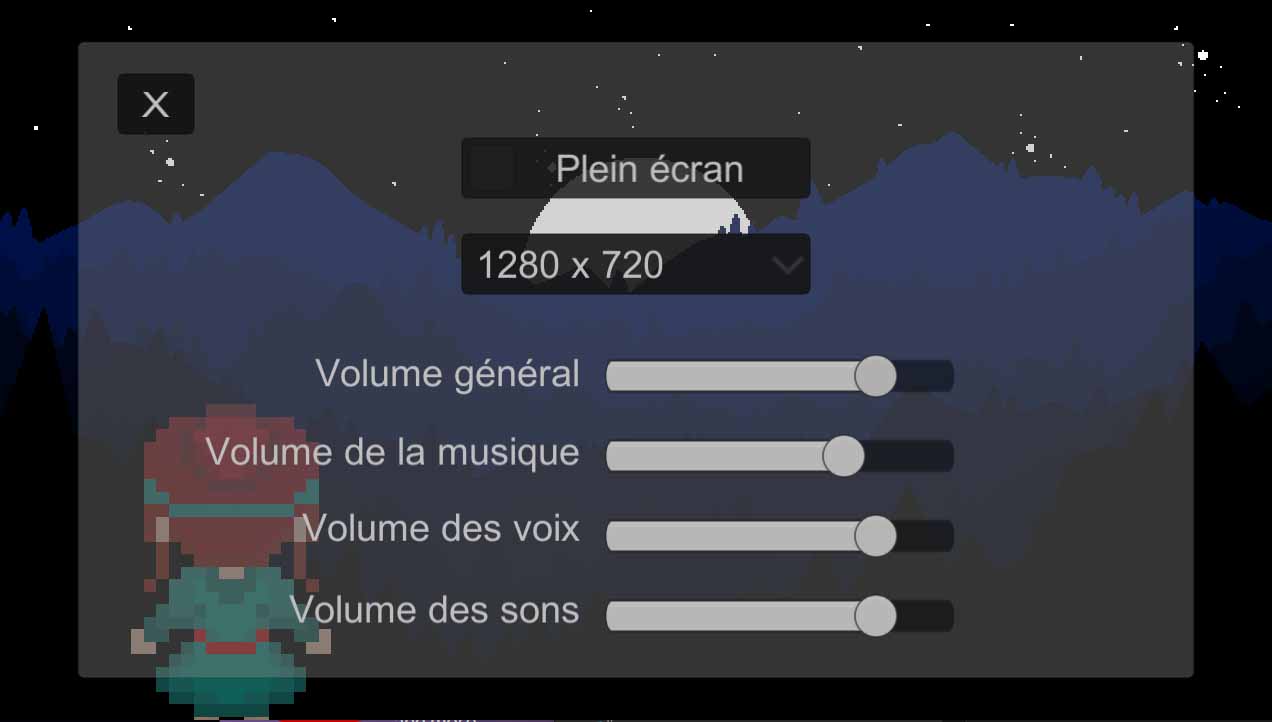 X
Plein écran
1280 x 720
Volume général
Volume de la musique
Volume des voix
Volume des sons